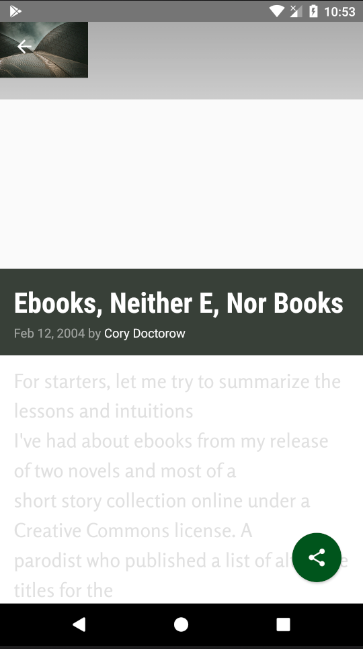 10:53
Ebooks, Neither E, Nor Books
Feb 12, 2004 by Cory Doctorow
For starters, let me try to summarize the
lessons and intuitions
I've had about ebooks from my release
of two novels and most of a
short story collection online under a
Creative Commons license. A
parodist who published a list of
titles for the